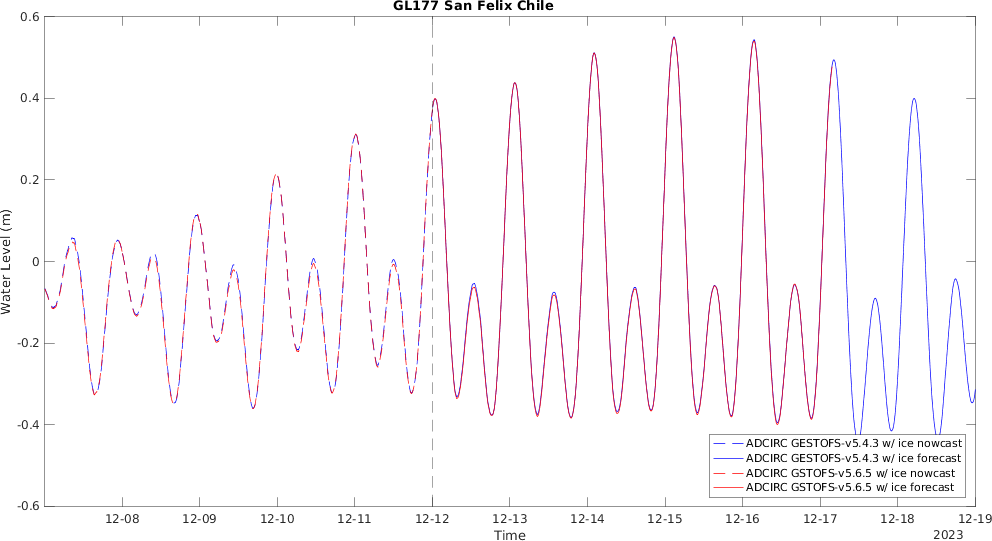 GL177 San Felix Chile
0.6
0.4
0.2
0
-0.2
-0.4
-0.6
Water Level (m)
12-08 12-09 12-10 12-11 12-12 12-13 12-14 12-15 12-16 12-17 12-18 12-19
Time
2023
ADCIRC GESTOFS-v5.4.3 w/ ice nowcast
ADCIRC GESTOFS-v5.4.3 w/ ice forecast
ADCIRC GSTOFS-v5.6.5 w/ ice nowcast
ADCIRC GSTOFS-v5.6.5 w/ ice forecast